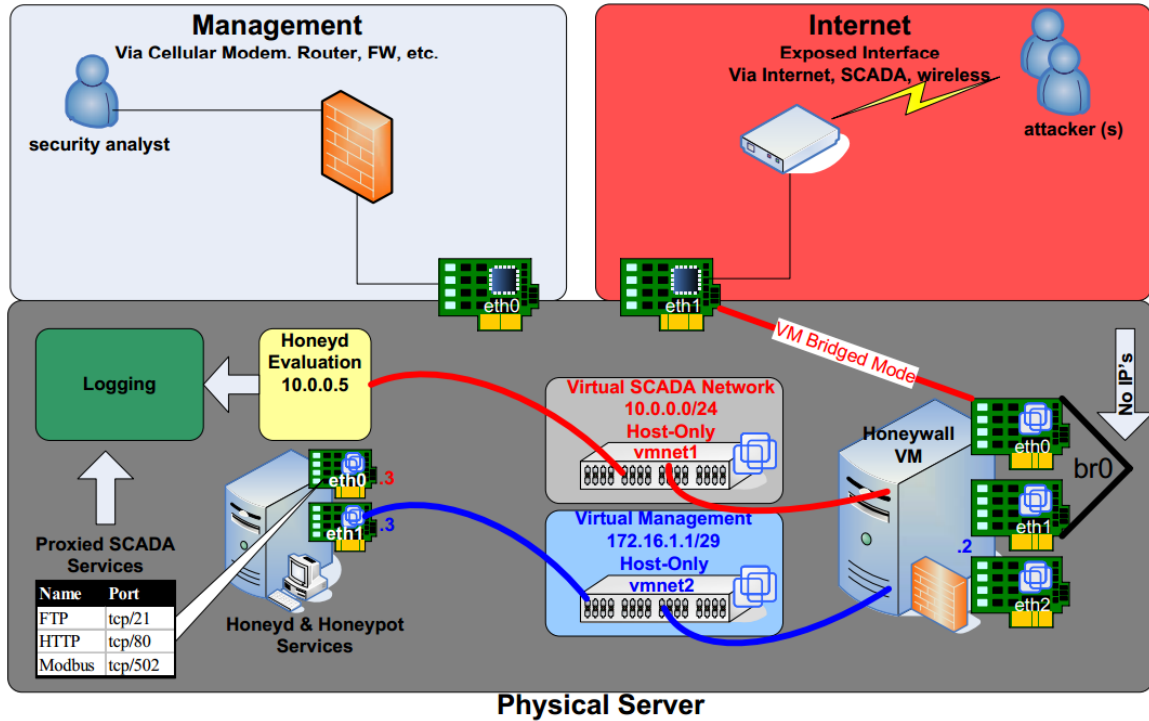 Management
Via Cellular Modem. Router, FW, etc.
security analyst
eth0
Internet
Exposed Interface
Via Internet, SCADA, wireless
attacker (s)
eth1
VM Bridged Mode
No IP's
Logging
Honeyd
Evaluation
10.0.0.5
Virtual SCADA Network
10.0.0.0/24
Host-Only
vmnet1
Honeywall
VM
eth0
br0
eth1
.2
eth2
eth0
.3
eth1
.3
Virtual Management
172.16.1.1/29
Host-Only
vmnet2
Proxied SCADA
Services
Name Port
FTP tcp/21
HTTP tcp/80
Modbus tcp/502
Honeyd & Honeypot
Services
Physical Server